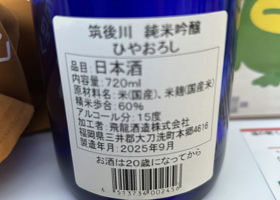 筑後川 純米吟醸
ひやおろし
品目:日本酒
内容量:720ml
原材料名:米(国産)、米麹(国産米)
精米歩合:60%
アルコール分:15度
加工者:飛龍酒造株式会社
福岡県三井郡大刀洗町本郷4616
製造年月 2025年9月
お酒は20歳になってから
4513734002456